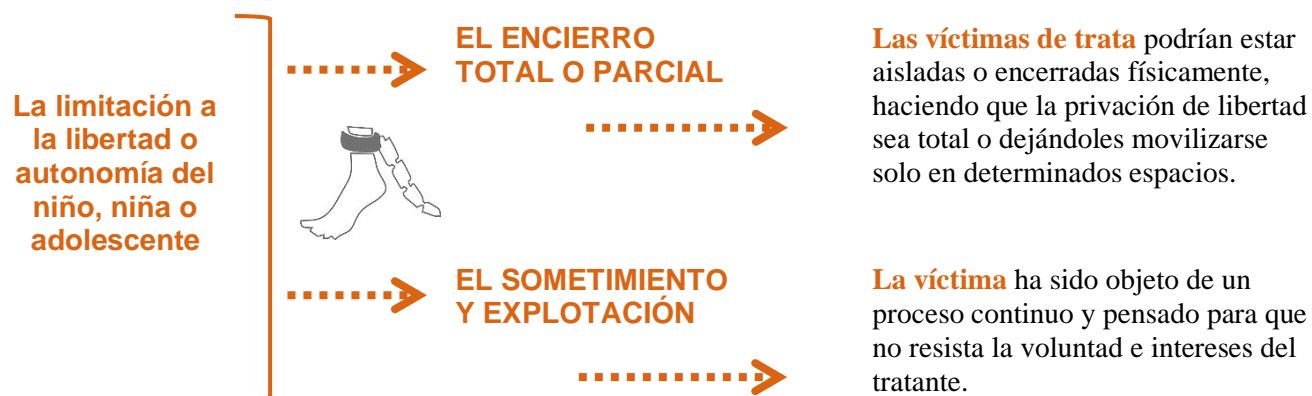 La limitación a
la libertad o
autonomía del
niño, niña o
adolescente
EL ENCIERRO
TOTAL O PARCIAL
Las víctimas de trata podrían estar
aisladas o encerradas físicamente,
haciendo que la privación de libertad
sea total o dejándoles movilizarse
solo en determinados espacios.
EL SOMETIMIENTO
Y EXPLOTACIÓN
La víctima ha sido objeto de un
proceso continuo y pensado para que
no resista la voluntad e intereses del
tratante.